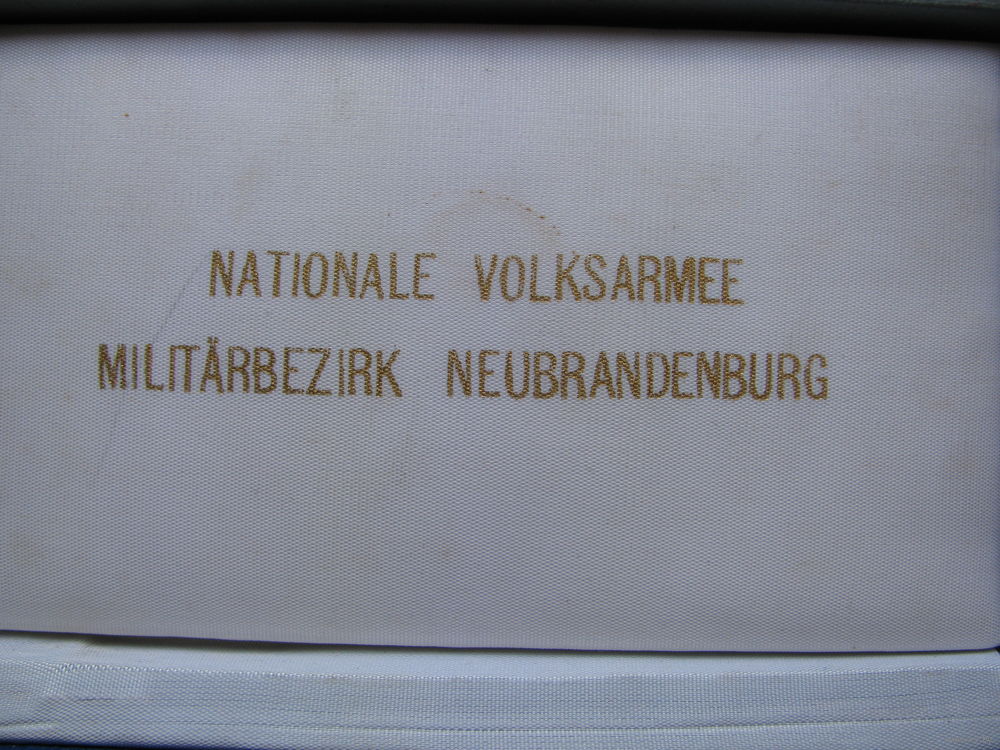 NATIONALE VOLKSARMEE
MILITÄRBEZIRK NEUBRANDENBURG